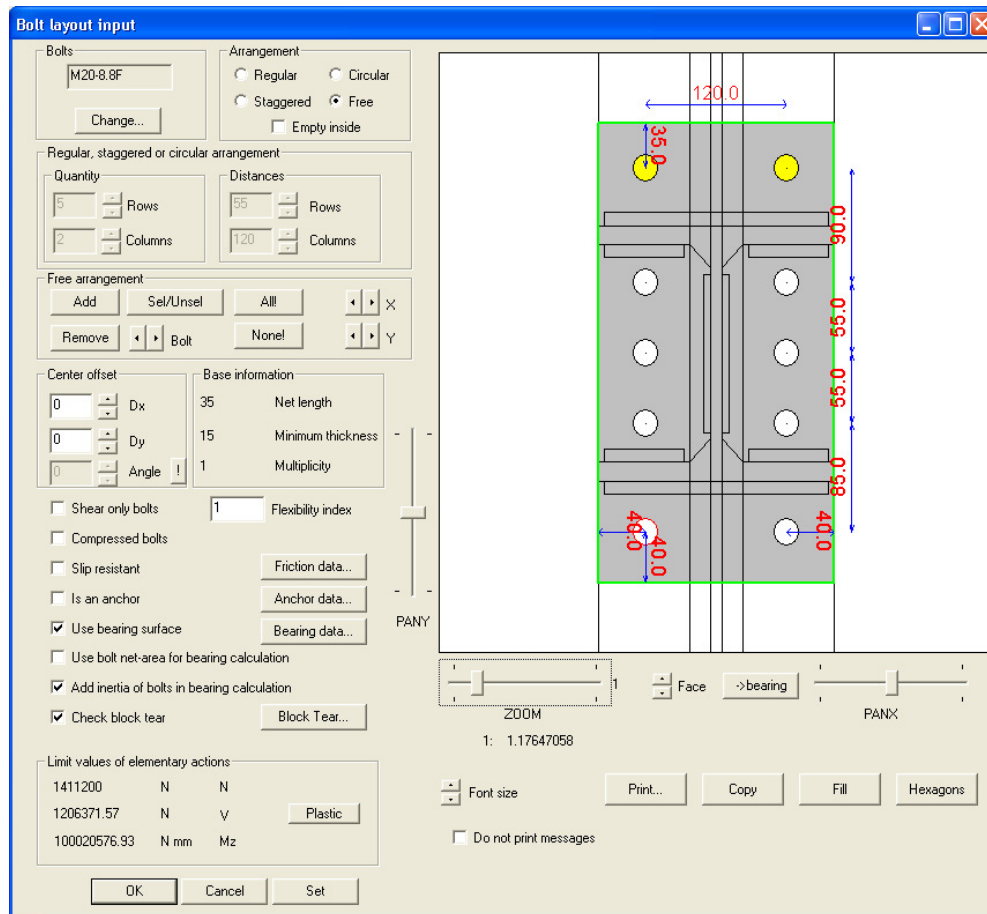 Bolt layout input
Bolts
M20-8.8F
Change...
Arrangement
Regular
Circular
Staggered
Free
Empty inside
Regular, staggered or circular arrangement
Quantity
5
Rows
2
Columns
Distances
55
Rows
120
Columns
Free arrangement
Add
Sel/Unsel
All!
X
Remove
Bolt
None!
Y
Center offset
0
Dx
0
Dy
0
Angle
!
Base information
35
Net length
15
Minimum thickness
1
Multiplicity
Shear only bolts
1
Flexibility index
Compressed bolts
Slip resistant
Friction data...
Is an anchor
Anchor data...
Use bearing surface
Bearing data...
Use bolt net-area for bearing calculation
Add inertia of bolts in bearing calculation
Check block tear
Block Tear...
PANY
Limit values of elementary actions
1411200 N N
1206371.57 N V
Plastic
100020576.93 N mm Mz
OK
Cancel
Set
120.0
35.0
90.0
55.0
55.0
85.0
40.0
40.0
40.0
1
ZOOM
1: 1.17647058
Face
->bearing
PANX
Font size
Print...
Copy
Fill
Hexagons
Do not print messages